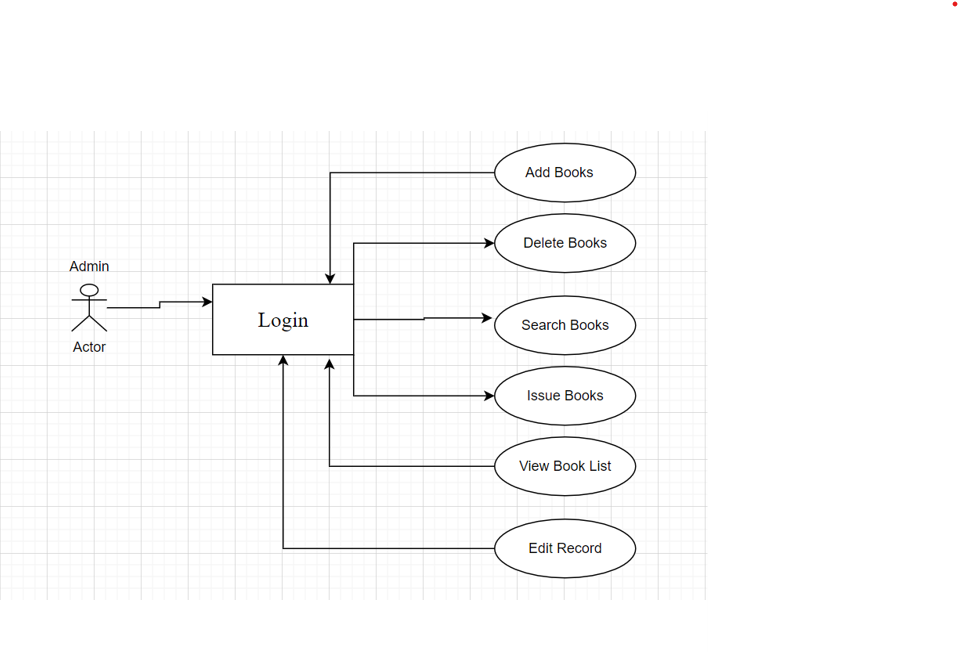 Add Books
Delete Books
Admin
Login
Search Books
Actor
Issue Books
View Book List
Edit Record